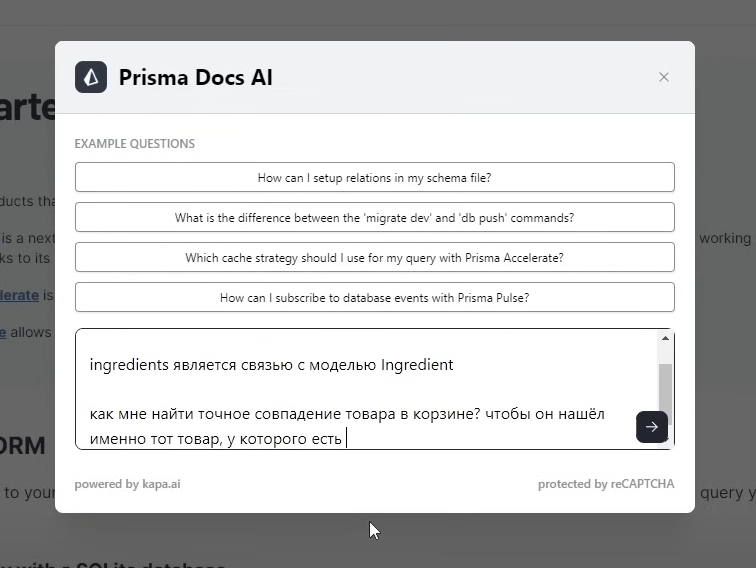 arte
Prisma Docs AI
EXAMPLE QUESTIONS
ducts tha
How can I setup relations in my schema file?
What is the difference between the 'migrate dev' and 'db push' commands?
is a next
working
ks to its
Which cache strategy should I use for my query with Prisma Accelerate?
lerate is
How can I subscribe to database events with Prisma Pulse?
e allows
ingredients является связью с моделью Ingredient
как мне найти точное совпадение товара в корзине? чтобы он нашёл
именно тот товар, у которого есть
ORM
powered by kapa.ai
protected by reCAPTCHA
to your
query y